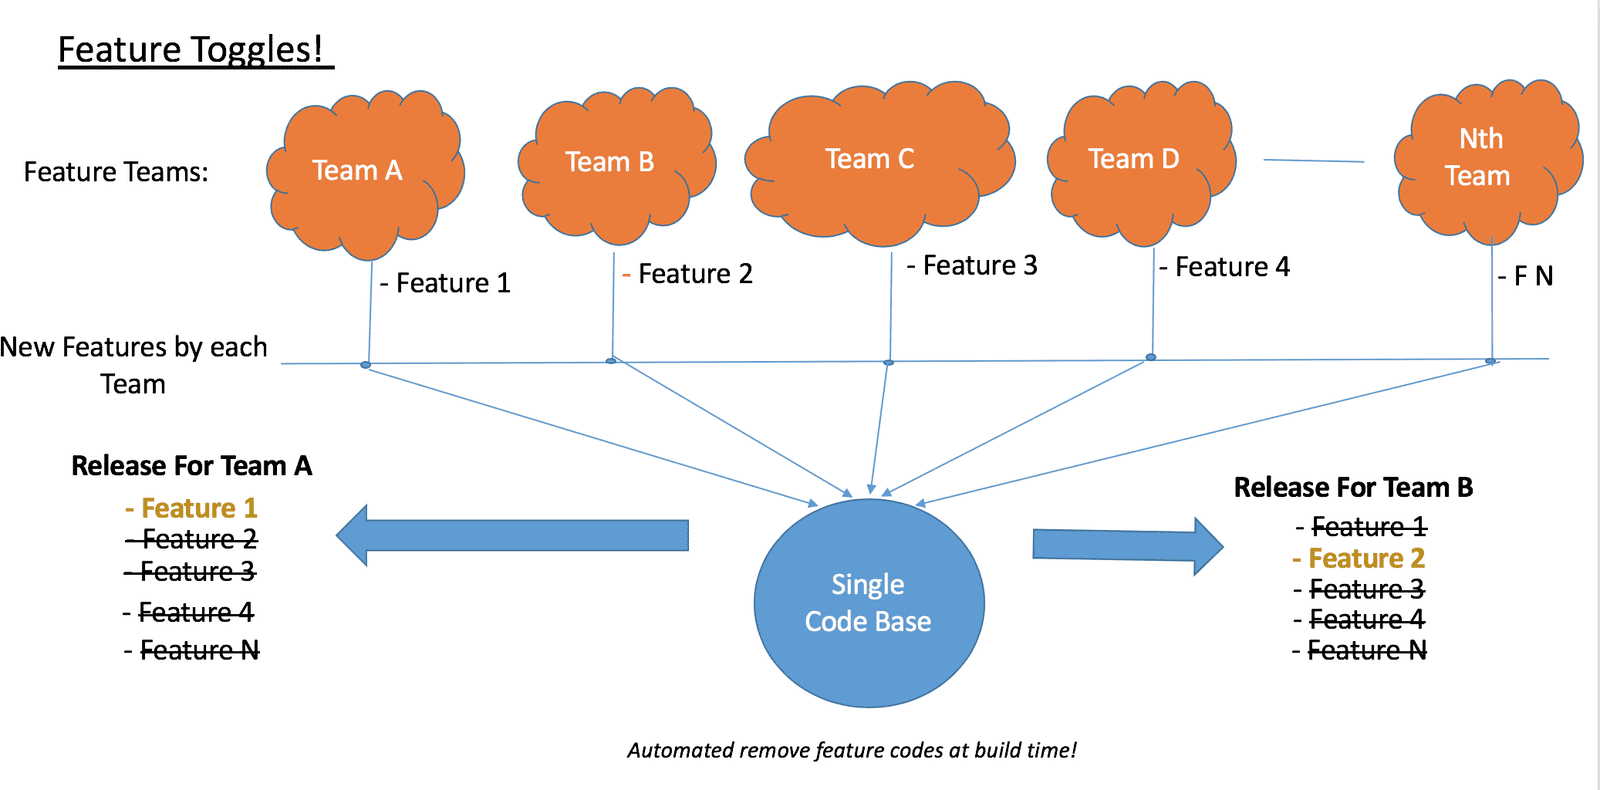 Feature Toggles!
Feature Teams:
Team A
Team B
Team C
Team D
Nth
Team
- Feature 1
- Feature 2
- Feature 3
- Feature 4
- F N
New Features by each
Team
Release For Team A
- Feature 1
- Feature 2
- Feature 3
- Feature 4
- Feature N
Single
Code Base
Release For Team B
- Feature 1
- Feature 2
- Feature 3
- Feature 4
- Feature N
Automated remove feature codes at build time!